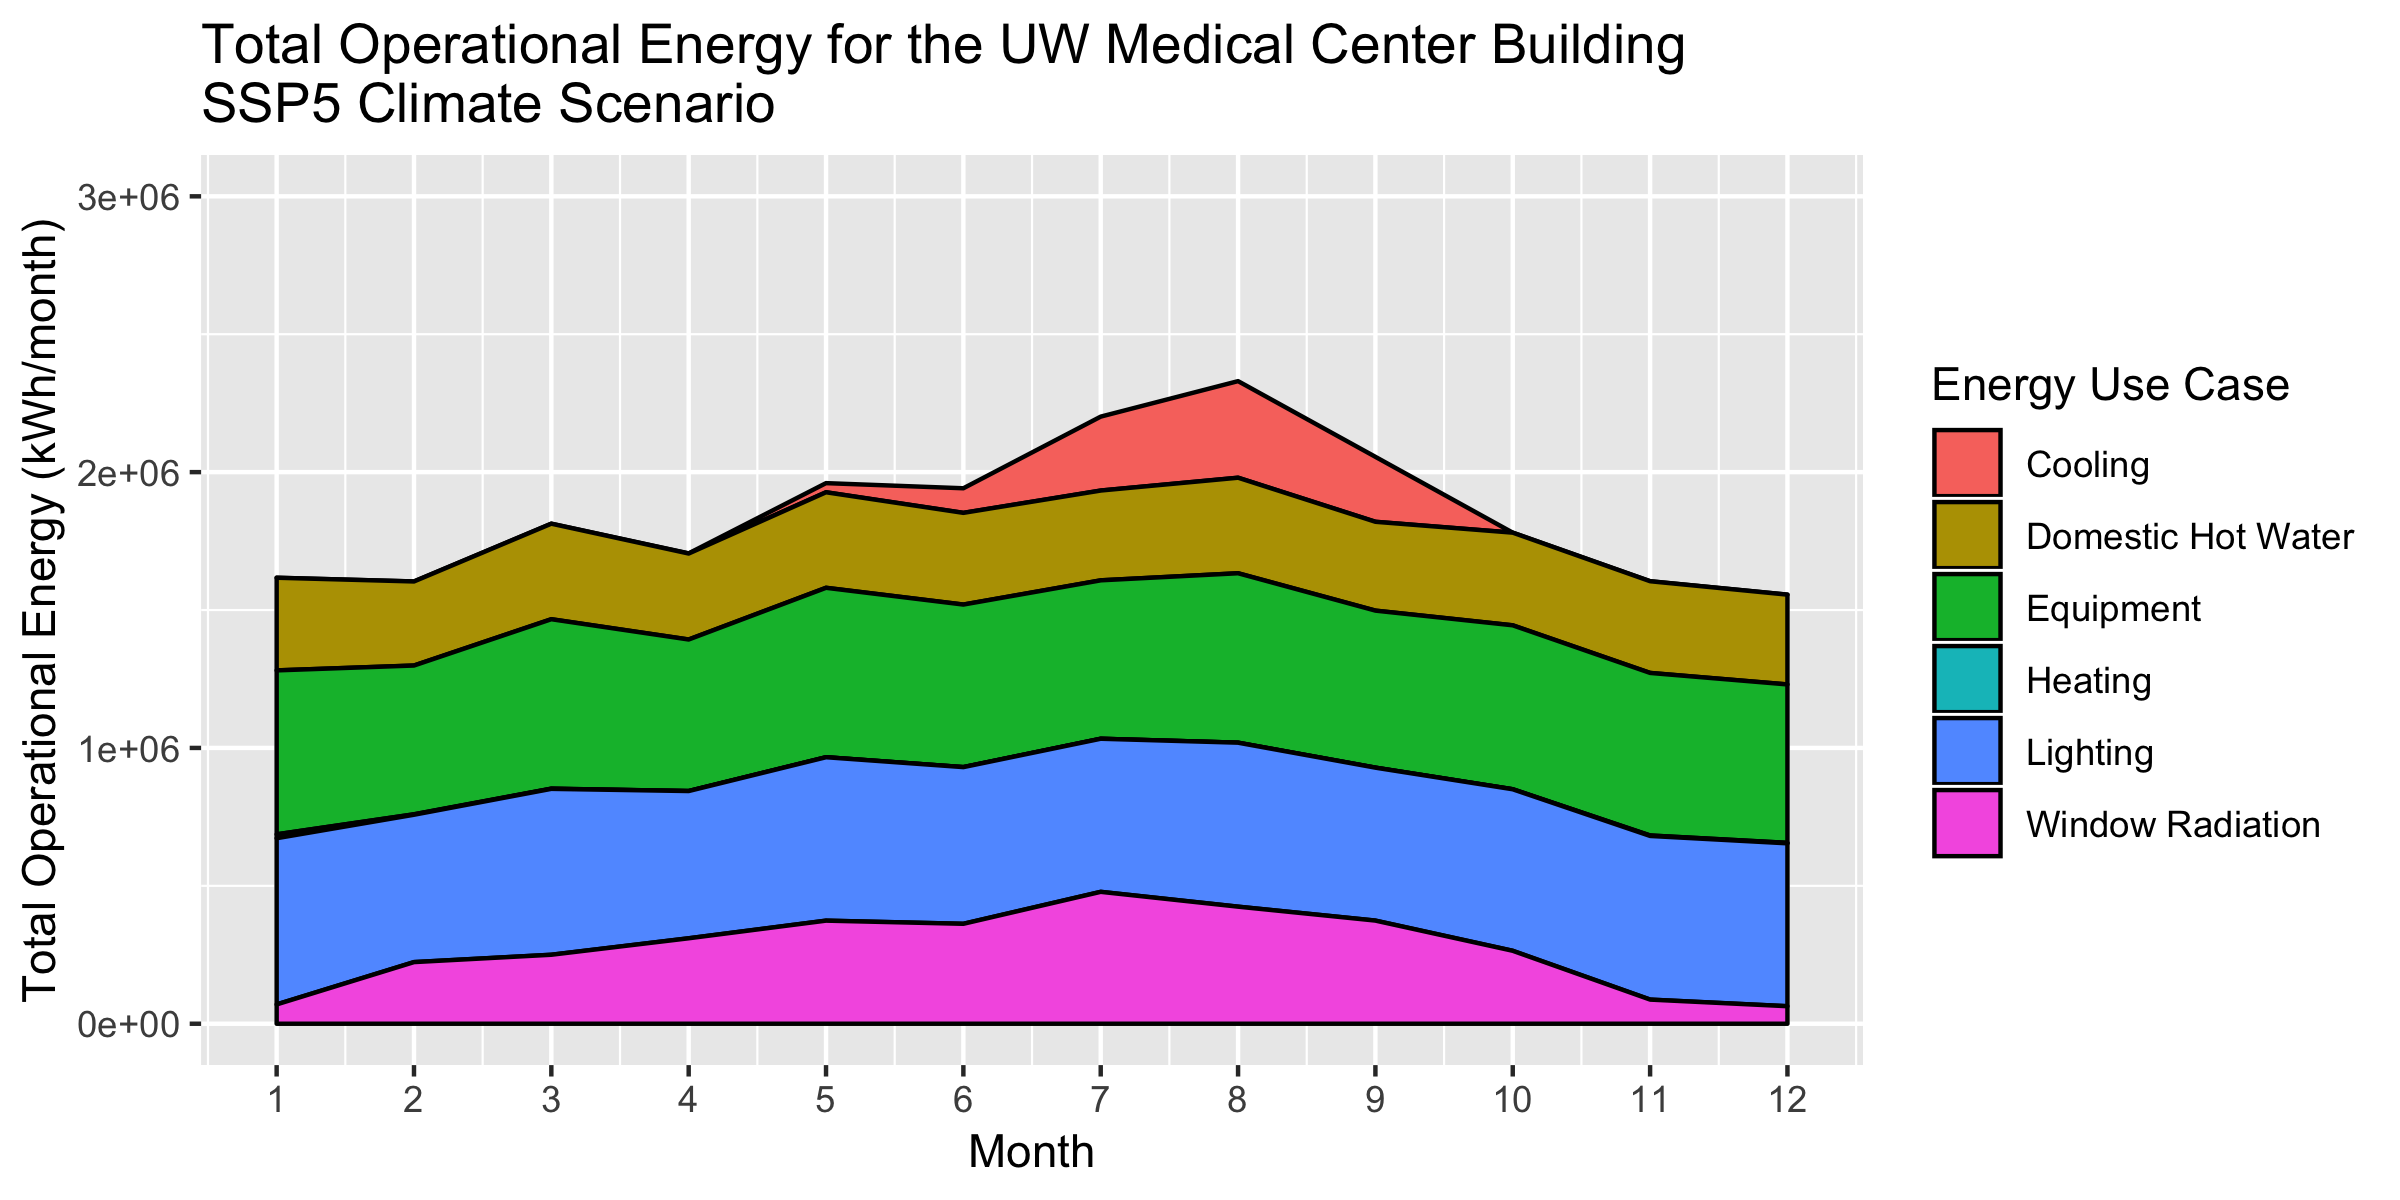 Total Operational Energy for the UW Medical Center Building
SSP5 Climate Scenario
Total Operational Energy (kWh/month)
3e+06
2e+06
1e+06
0e+00
1 2 3 4 5 6 7 8 9 10 11 12
Month
Energy Use Case
Cooling
Domestic Hot Water
Equipment
Heating
Lighting
Window Radiation